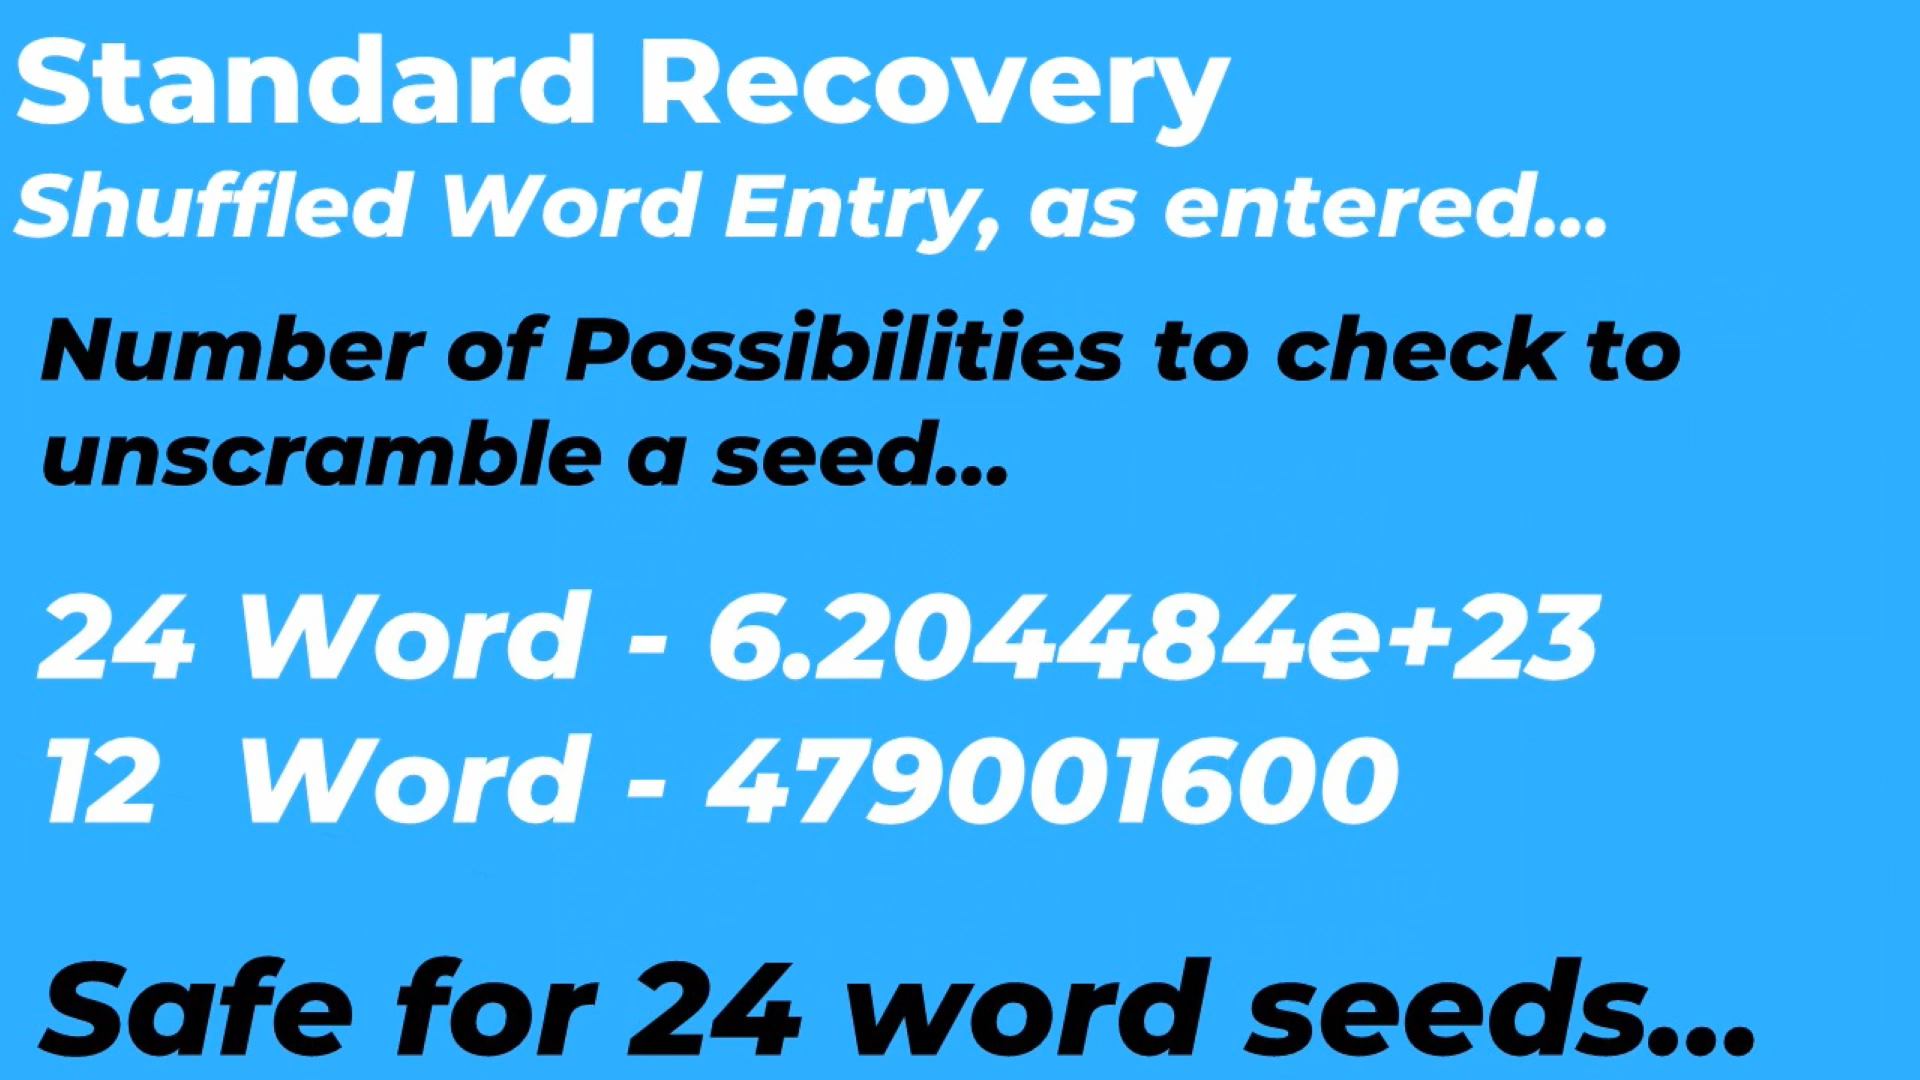 Standard Recovery
Shuffled Word Entry, as entered...
Number of Possibilities to check to
unscramble a seed...
24 Word - 6.204484e+23
12 Word - 479001600
Safe for 24 word seeds...